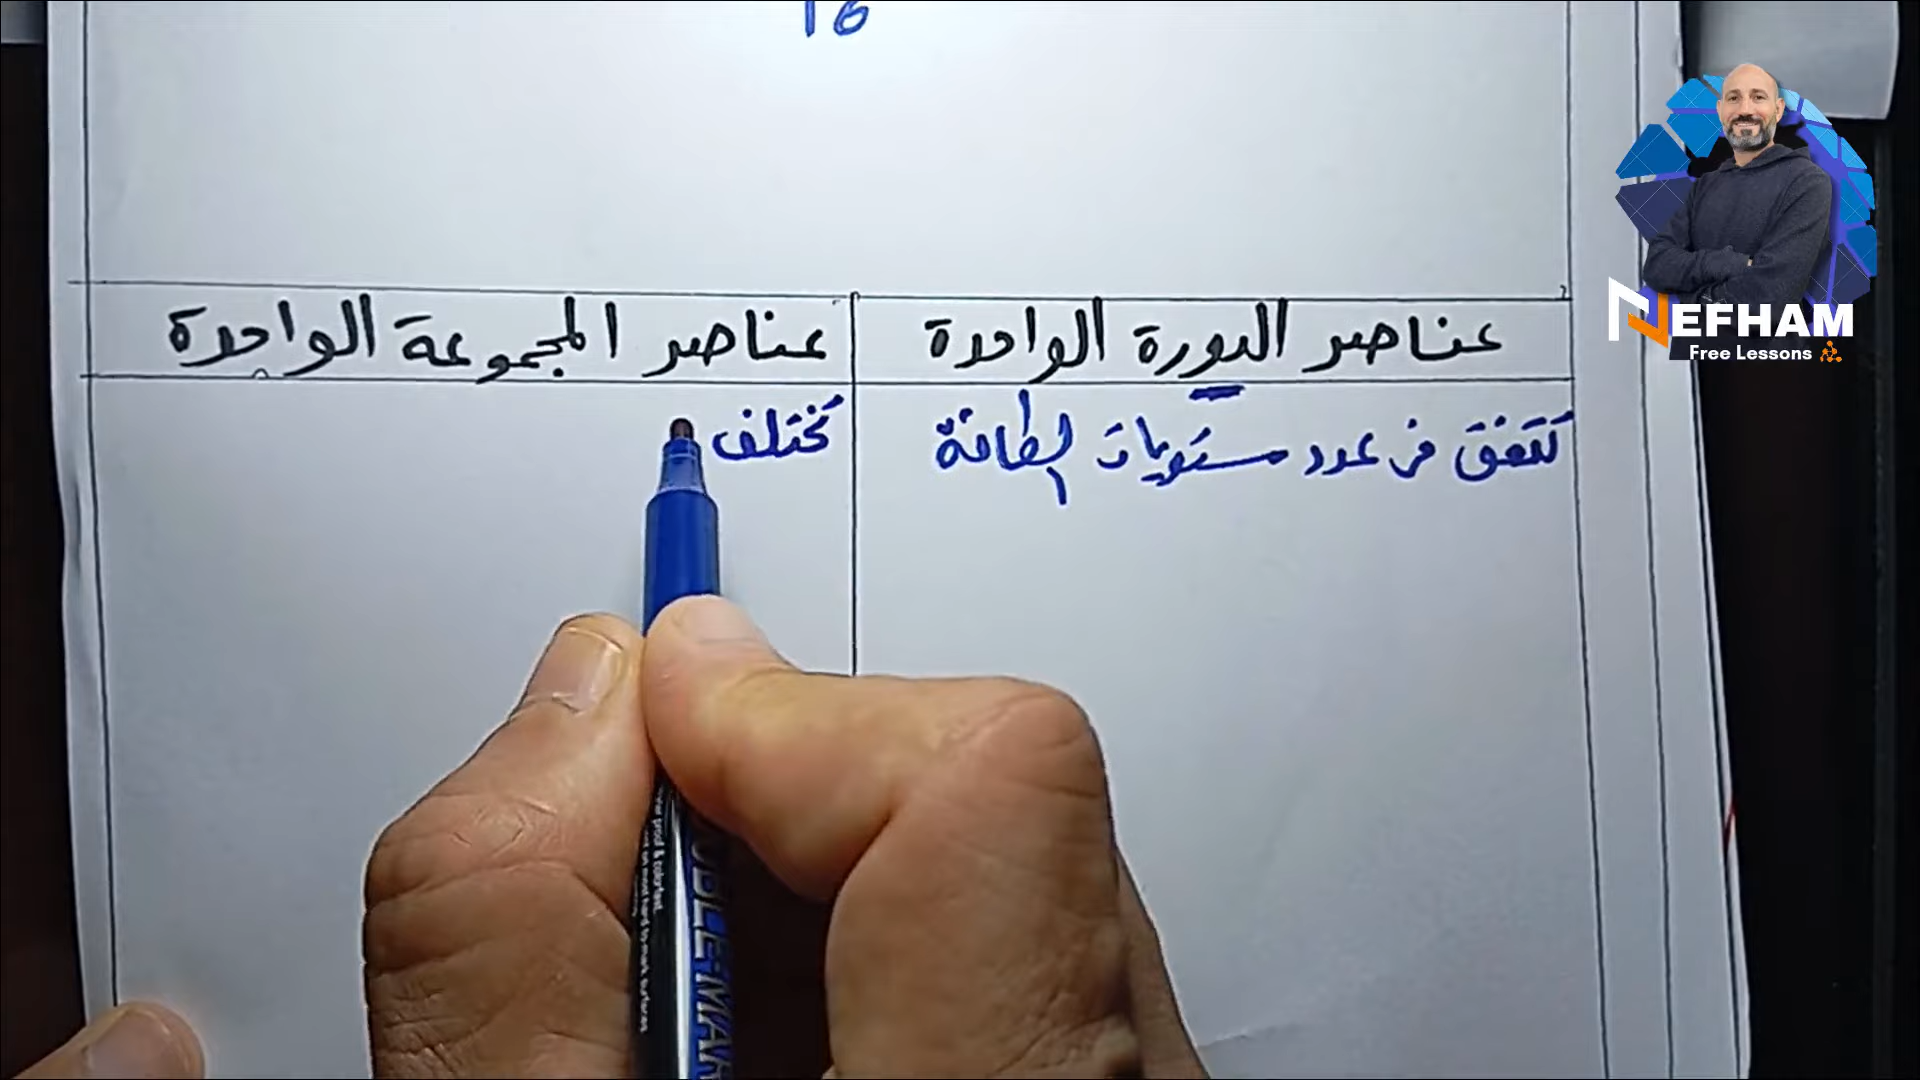 16
عناصر الدورة الواحدة
عناصر المجموعة الواحدة
تتفق في عدد مستويات الطاقة
تختلف
NEFHAM
Free Lessons